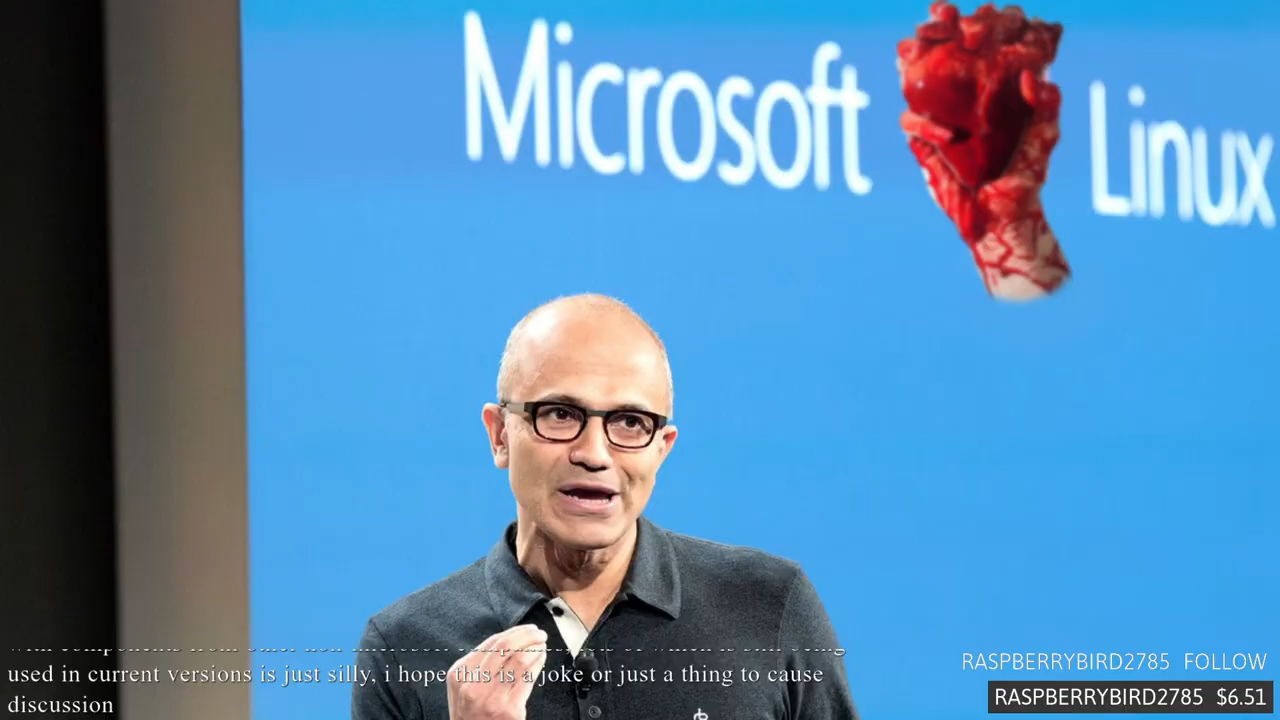 Microsoft Linux
used in current versions is just silly, i hope this is a joke or just a thing to cause
discussion
RASPBERRYBIRD2785 FOLLOW
RASPBERRYBIRD2785 $6.51